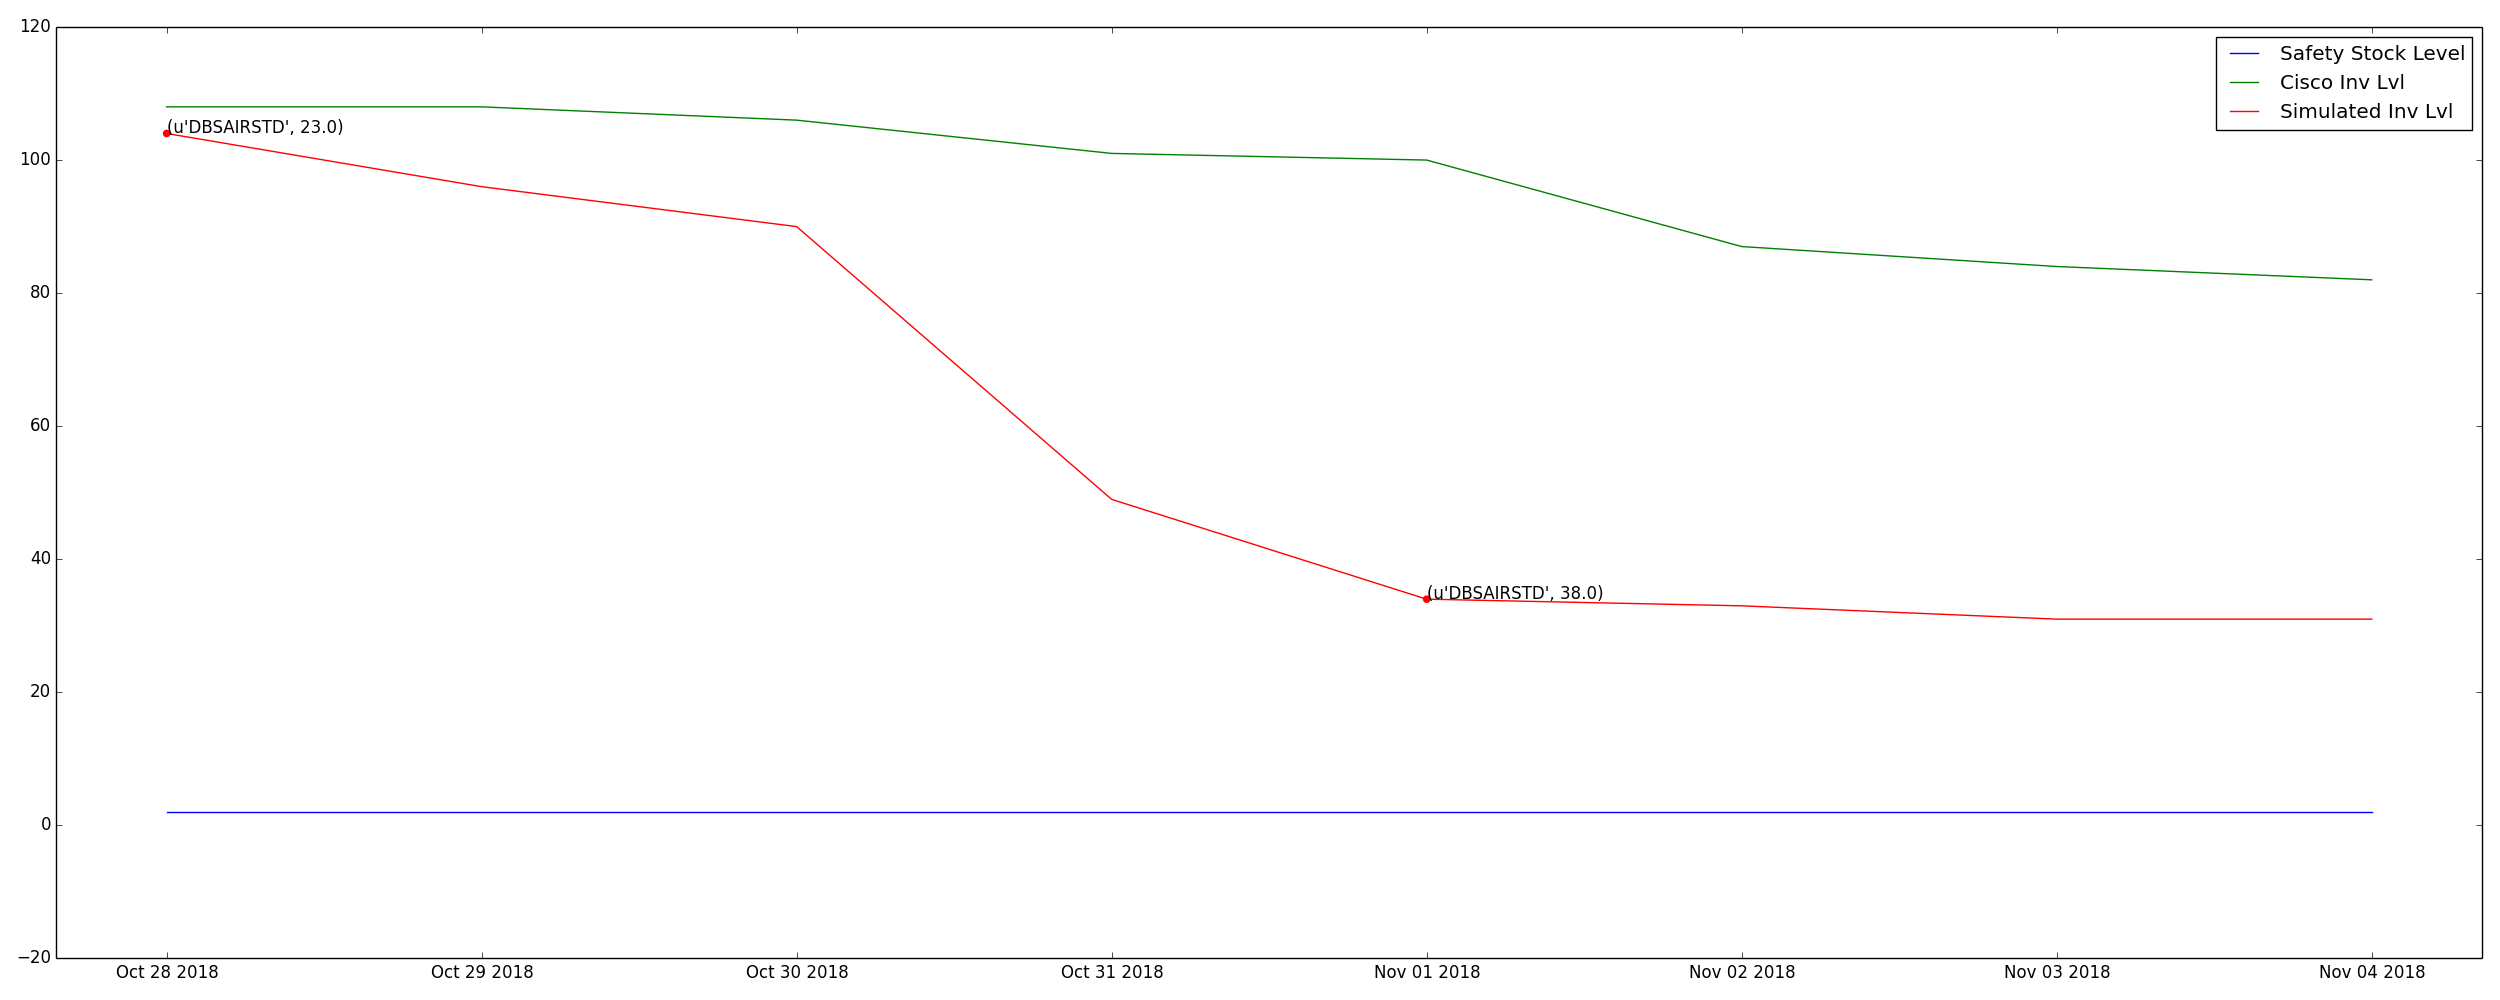 120
Safety Stock Level
Cisco Inv Lvl
Simulated Inv Lvl
(u'DBSAIRSTD', 23.0)
100
80
60
40
(u'DBSAIRSTD', 38.0)
20
0
−20
Oct 28 2018 Oct 29 2018 Oct 30 2018 Oct 31 2018 Nov 01 2018 Nov 02 2018 Nov 03 2018 Nov 04 2018